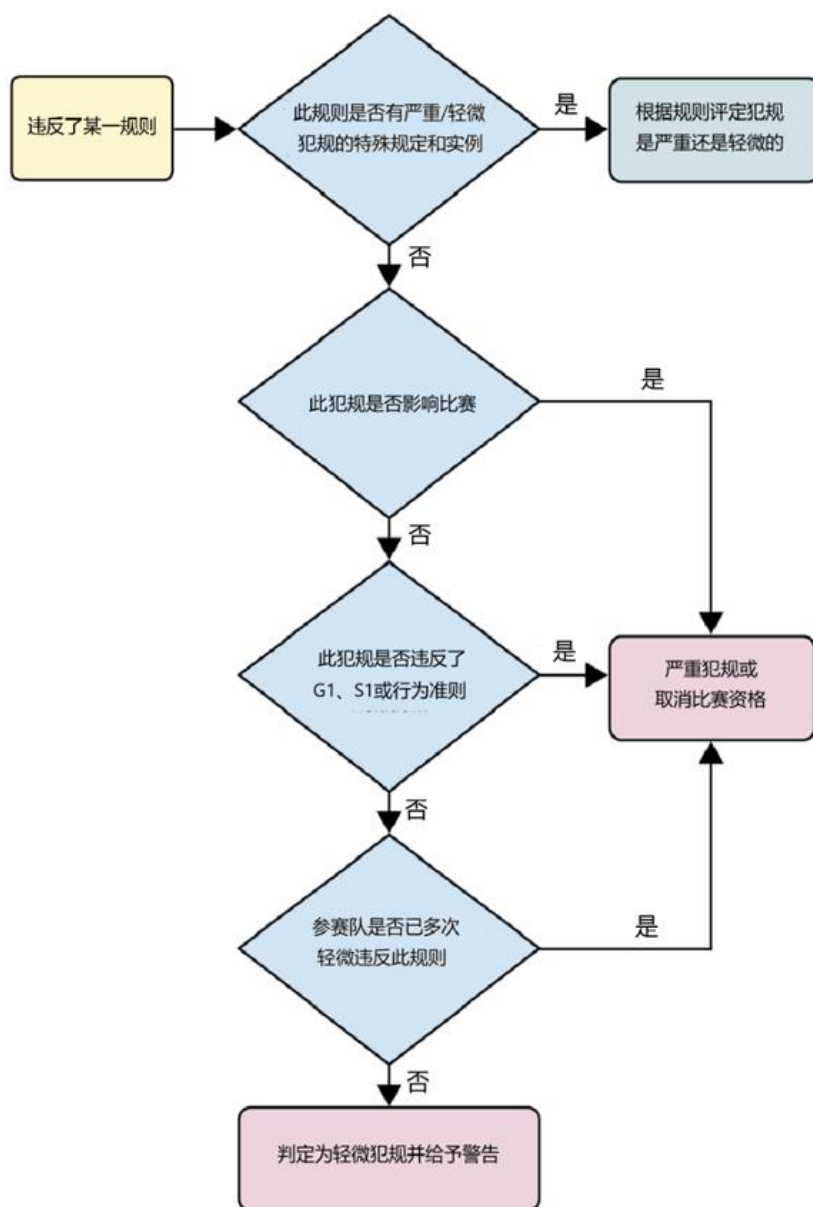 违反了某一规则
此规则是否有严重/轻微
犯规的特殊规定和实例
是
根据规则评定犯规
是严重还是轻微的
否
此犯规是否影响比赛
是
否
此犯规是否违反了
G1、S1或行为准则
是
严重犯规或
取消比赛资格
否
参赛队是否已多次
轻微违反此规则
是
否
判定为轻微犯规并给予警告